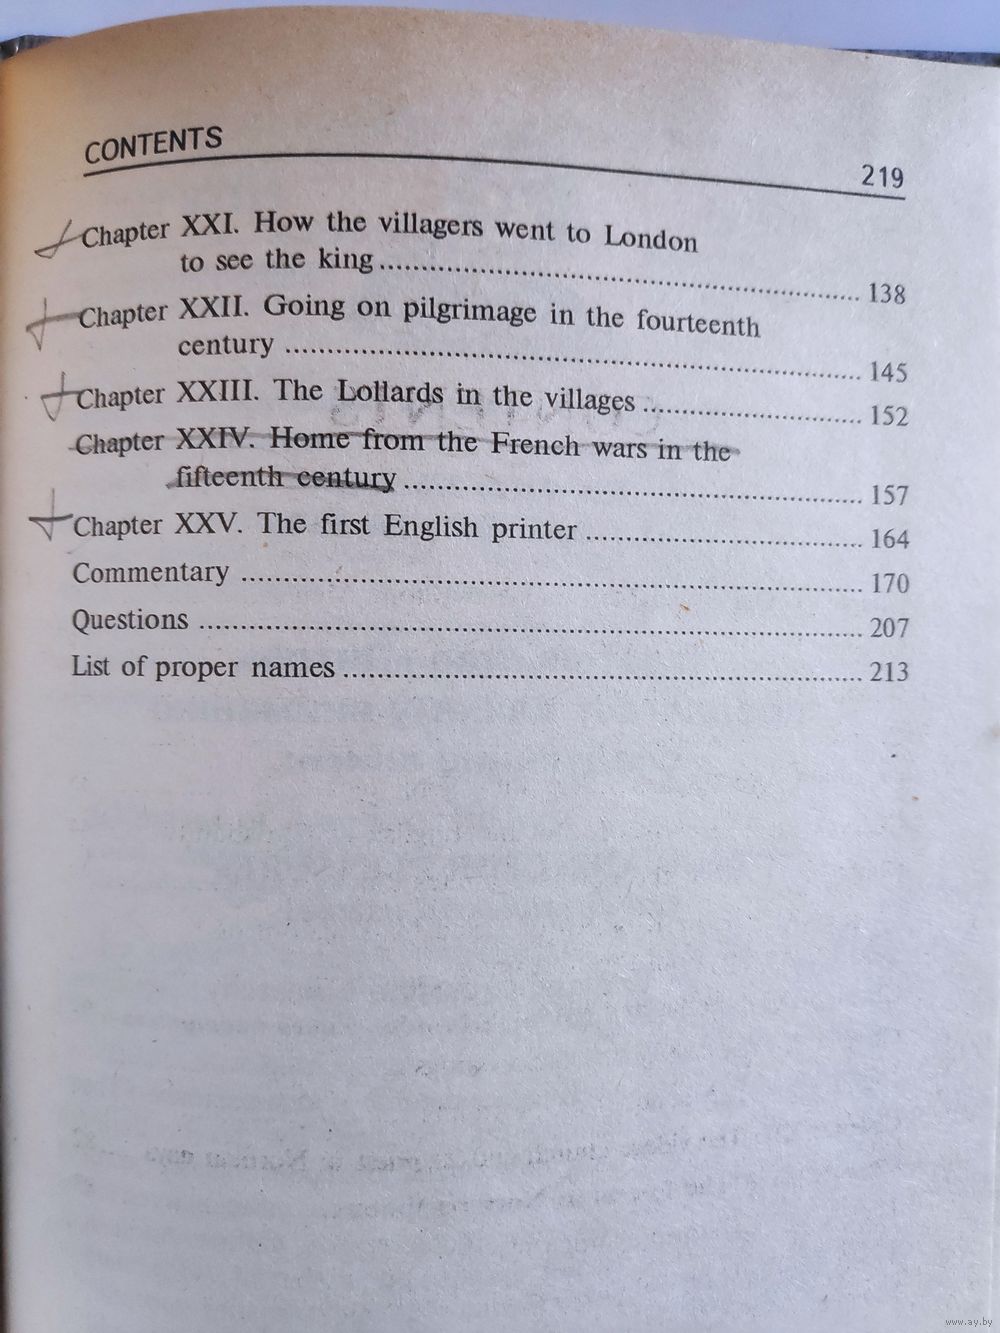 CONTENTS
219
Chapter XXI. How the villagers went to London
to see the king ........ 138
Chapter XXII. Going on pilgrimage in the fourteenth
century ........ 145
Chapter XXIII. The Lollards in the villages ........ 152
Chapter XXIV. Home from the French wars in the
fifteenth century ........ 157
Chapter XXV. The first English printer ........ 164
Commentary ........ 170
Questions ........ 207
List of proper names ........ 213
www.ay.by